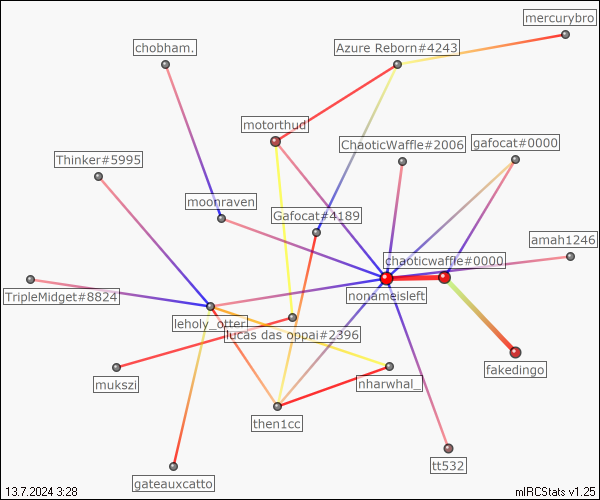 mercurybro
chobham.
Azure Reborn#4243
motorthud
ChaoticWaffle#2006
gafocat#0000
Thinker#5995
moonraven
Gafocat#4189
amah1246
chaoticwaffle#0000
TripleMidget#8824
nonameisleft
leholy_otter
lucas das oppai#2396
mukszi
nharwhal_
fakedingo
then1cc
tt532
gateauxcatto
13.7.2024 3:28
mIRCStats v1.25